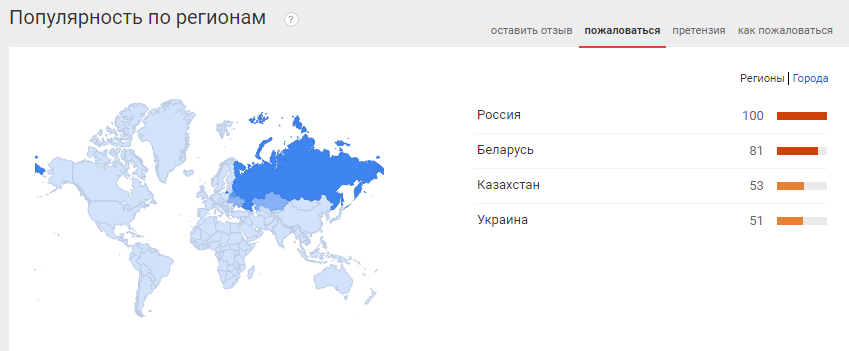 Популярность по регионам ?
оставить отзыв пожаловаться претензия как пожаловаться
Регионы | Города
Россия 100
Беларусь 81
Казахстан 53
Украина 51